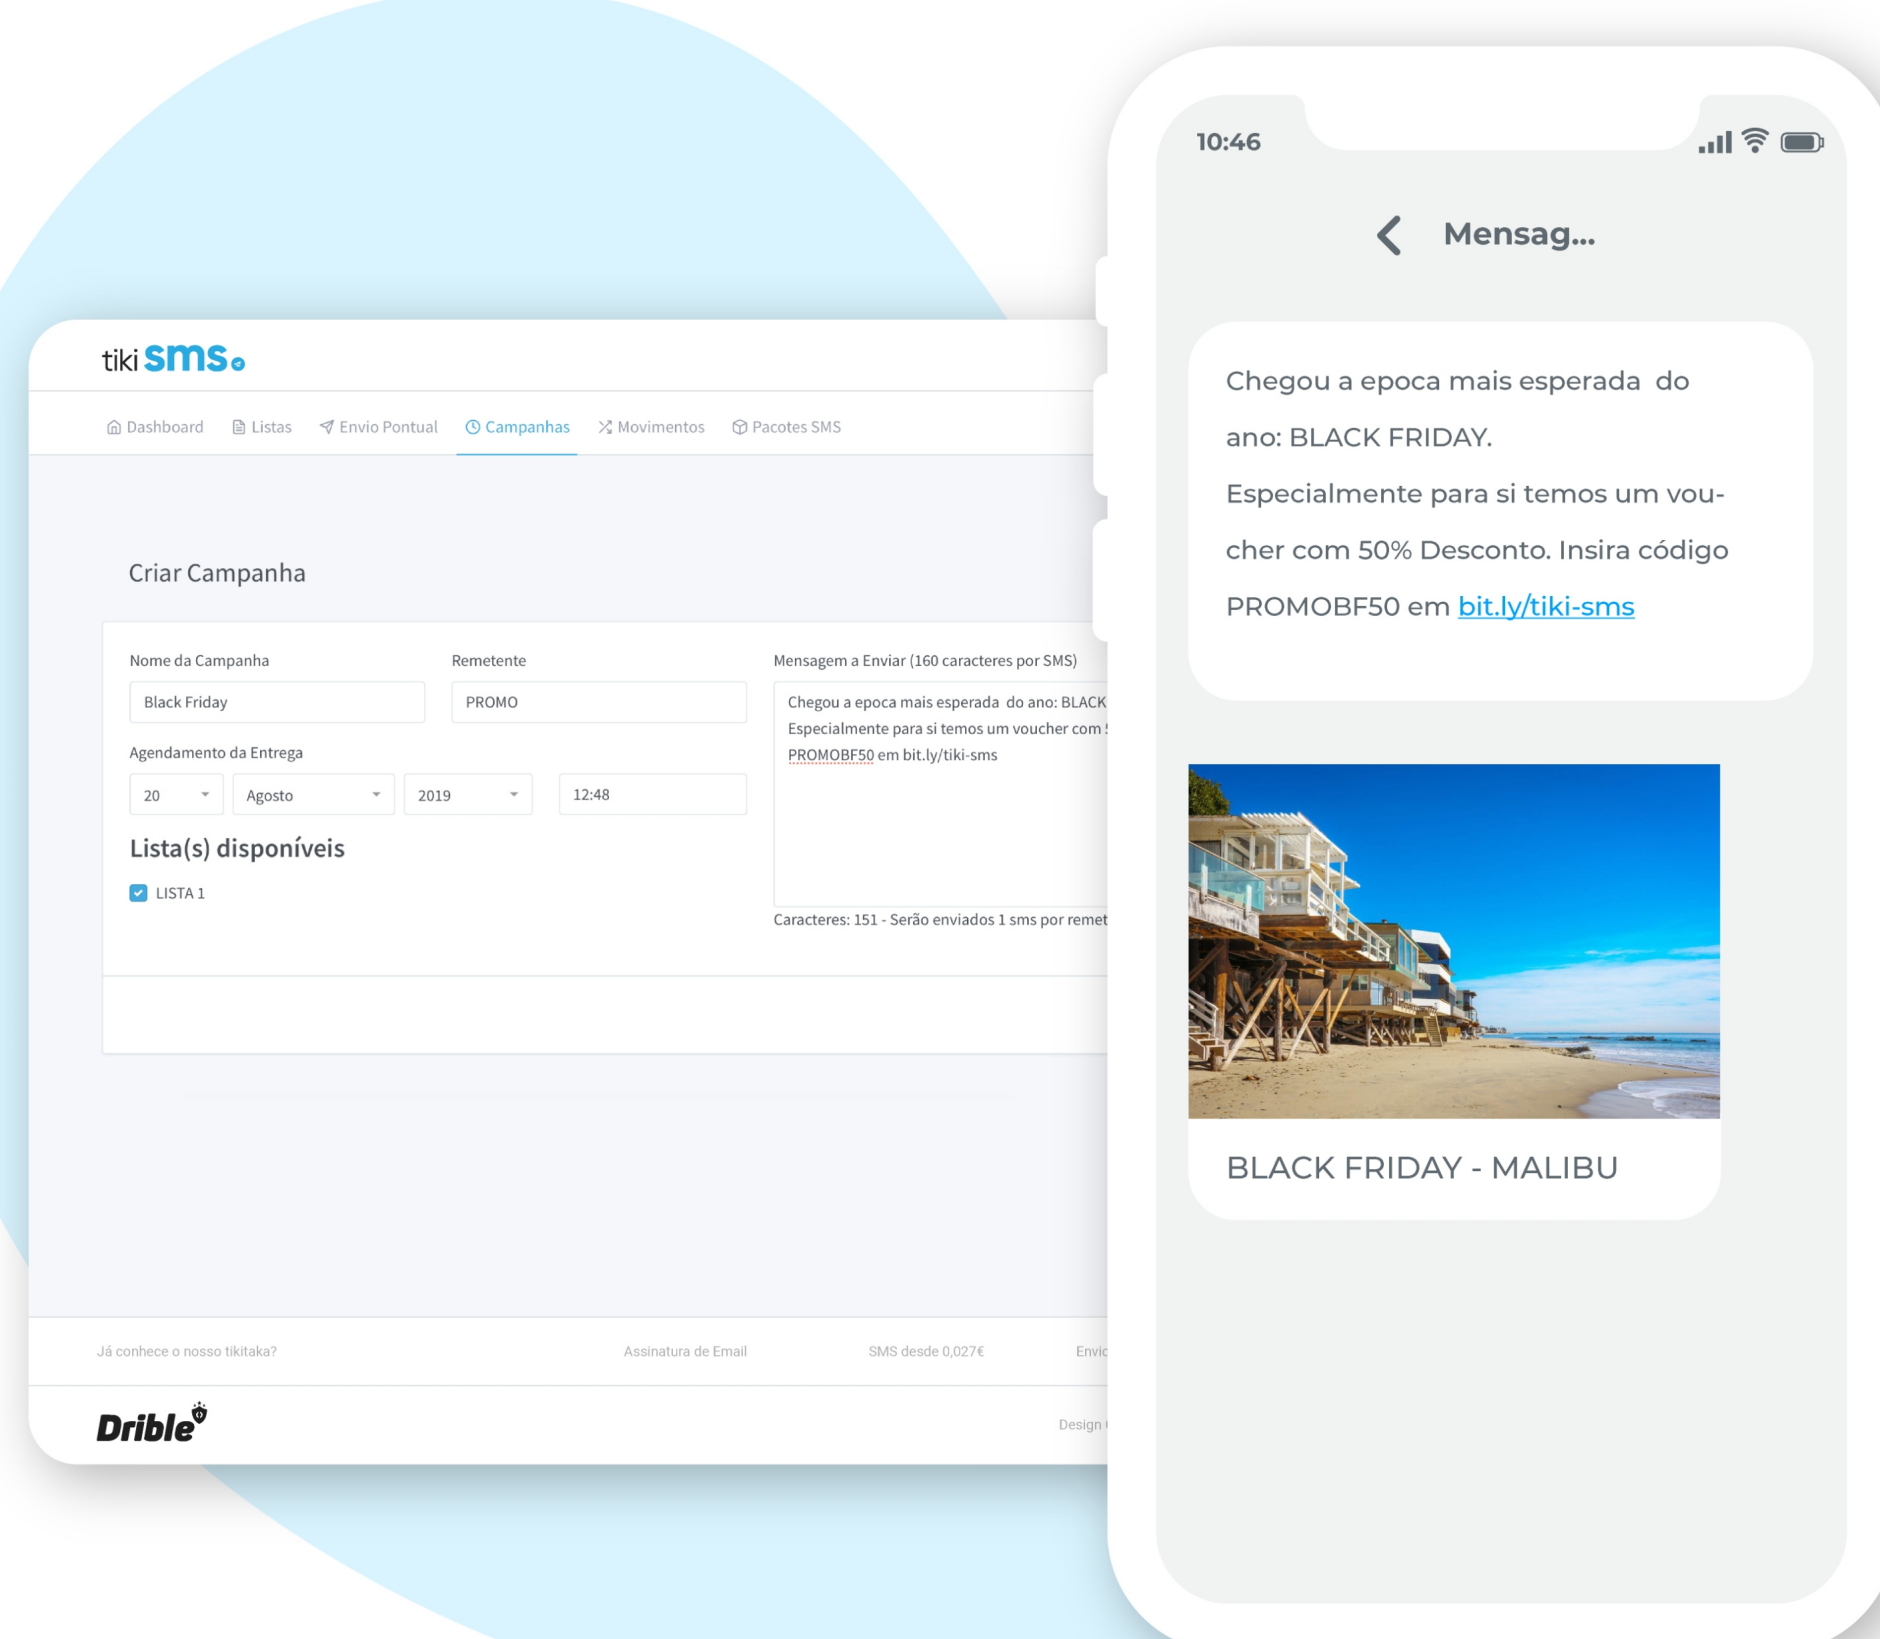 tiki sms
Dashboard Listas Envio Pontual Campanhas Movimentos Pacotes SMS
Criar Campanha
Nome da Campanha
Black Friday
Remetente
PROMO
Agendamento da Entrega
20 Agosto 2019 12:48
Lista(s) disponíveis
LISTA 1
Mensagem a Enviar (160 caracteres por SMS)
Chegou a epoca mais esperada  do ano: BLACK
Especialmente para si temos um voucher com
PROMOBF50 em bit.ly/tiki-sms
Caracteres: 151 - Serão enviados 1 sms por
Já conhece o nosso tikitaka? Assinatura de Email SMS desde 0,027€
Drible
Design
10:46
Mensag...
Chegou a epoca mais esperada  do
ano: BLACK FRIDAY.
Especialmente para si temos um vou-
cher com 50% Desconto. Insira código
PROMOBF50 em bit.ly/tiki-sms
BLACK FRIDAY - MALIBU